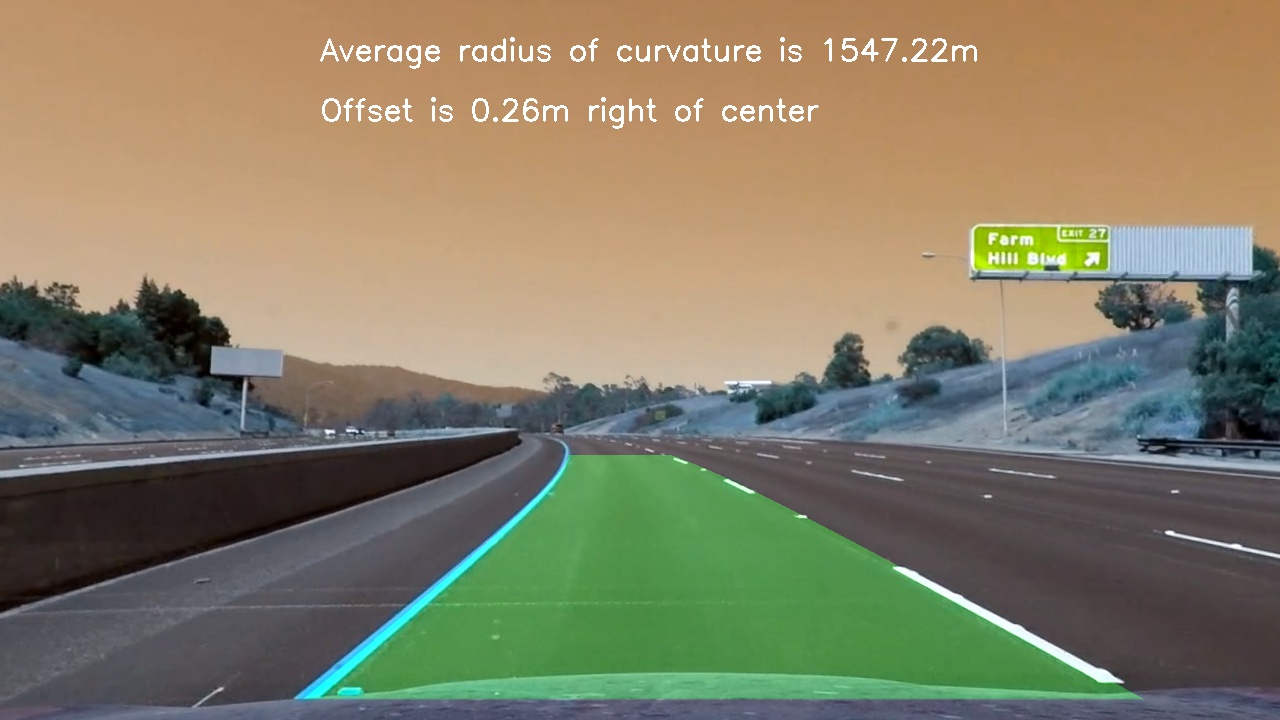 Average radius of curvature is 1547.22m
Offset is 0.26m right of center
EXIT 27
Farm
Hill Blvd